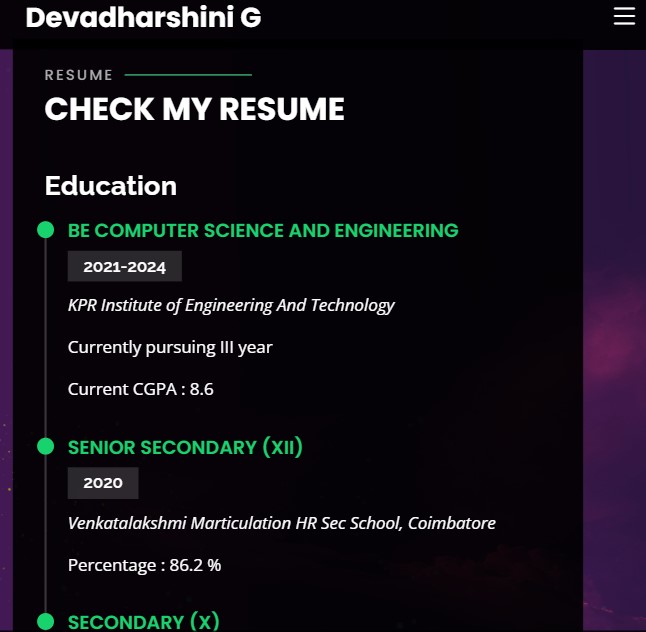 Devadharshini G
RESUME
CHECK MY RESUME
Education
BE COMPUTER SCIENCE AND ENGINEERING
2021-2024
KPR Institute of Engineering And Technology
Currently pursuing III year
Current CGPA : 8.6
SENIOR SECONDARY (XII)
2020
Venkatalakshmi Marticulation HR Sec School, Coimbatore
Percentage : 86.2 %
SECONDARY (X)